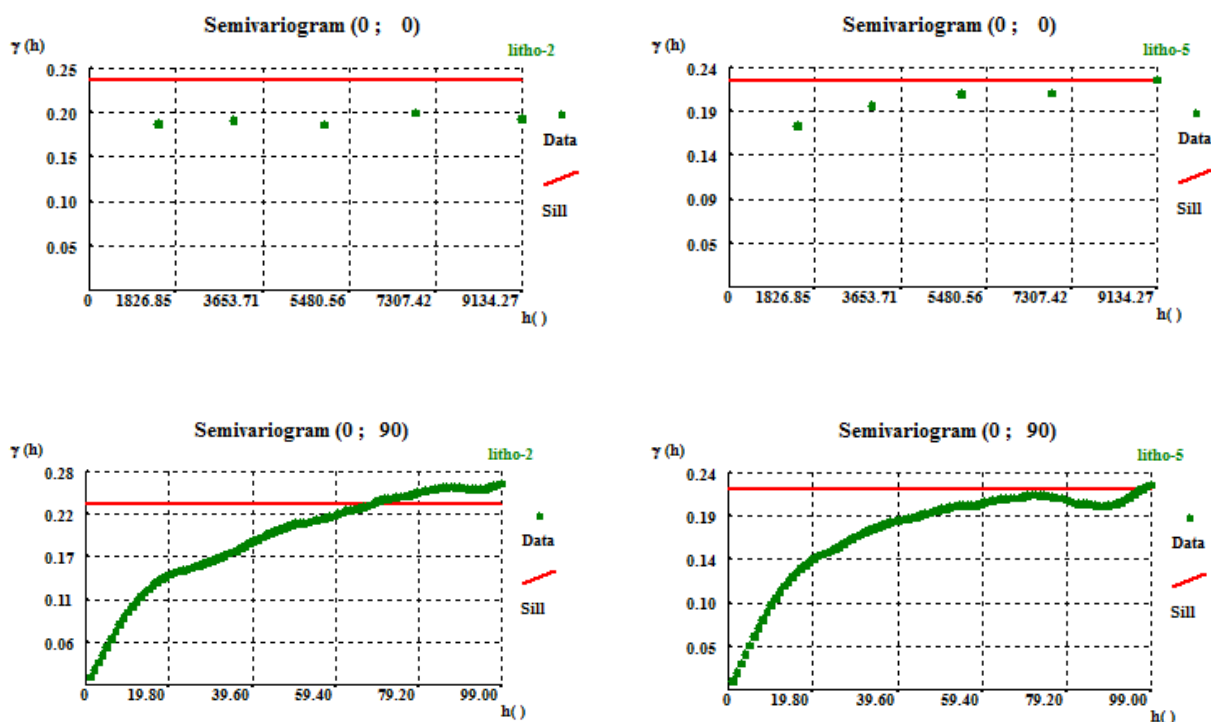 Semivariogram (0 ; 0)
γ (h)
litho-2
0.25
0.20
0.15
0.10
0.05
0 1826.85 3653.71 5480.56 7307.42 9134.27
h( )
Data
Sill
Semivariogram (0 ; 0)
γ (h)
litho-5
0.24
0.19
0.14
0.09
0.05
0 1826.85 3653.71 5480.56 7307.42 9134.27
h( )
Data
Sill
Semivariogram (0 ; 90)
γ (h)
litho-2
0.28
0.22
0.17
0.11
0.06
0 19.80 39.60 59.40 79.20 99.00
h( )
Data
Sill
Semivariogram (0 ; 90)
γ (h)
litho-5
0.24
0.19
0.14
0.10
0.05
0 19.80 39.60 59.40 79.20 99.00
h( )
Data
Sill